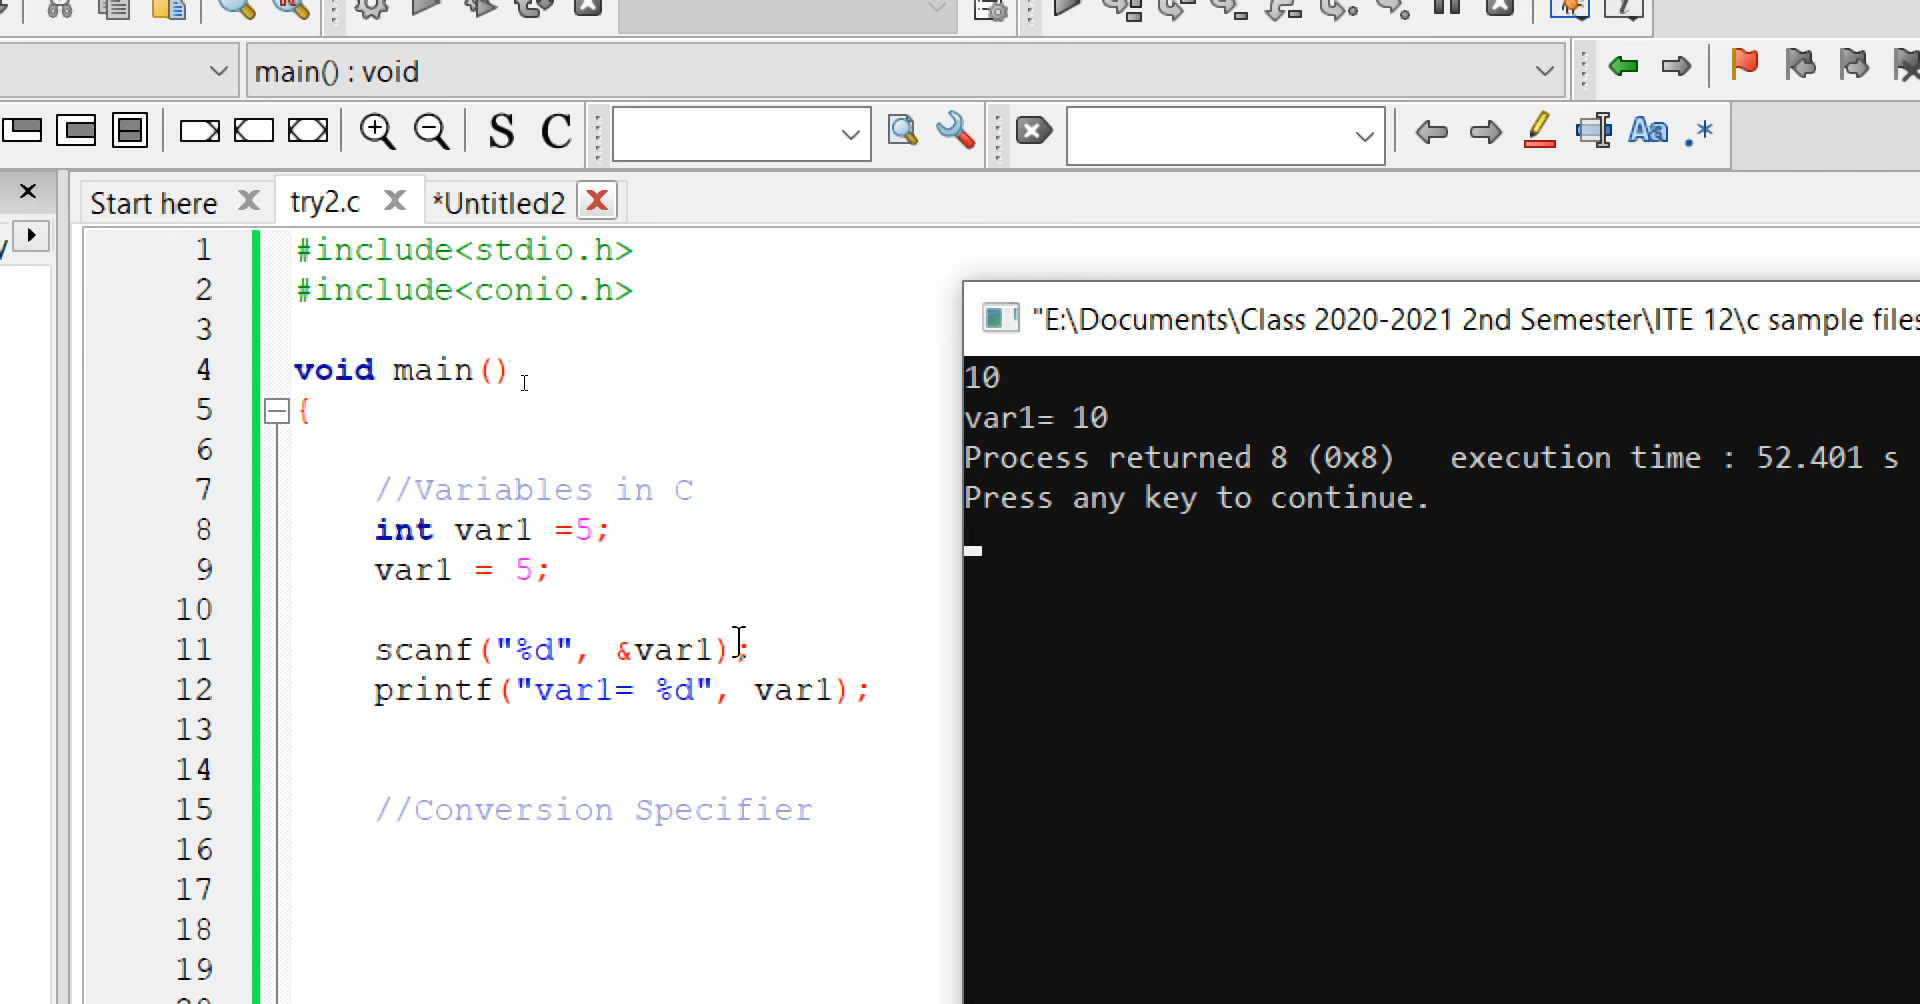 main() : void
S C
Aa .*
Start here
try2.c
*Untitled2
1 #include<stdio.h>
2 #include<conio.h>
3
4 void main()
5 {
6
7 //Variables in C
8 int var1 =5;
9 var1 = 5;
10
11 scanf("%d", &var1);
12 printf("var1= %d", var1);
13
14
15 //Conversion Specifier
16
17
18
19
"E:\Documents\Class 2020-2021 2nd Semester\ITE 12\c sample files
10
var1= 10
Process returned 8 (0x8)   execution time : 52.401 s
Press any key to continue.